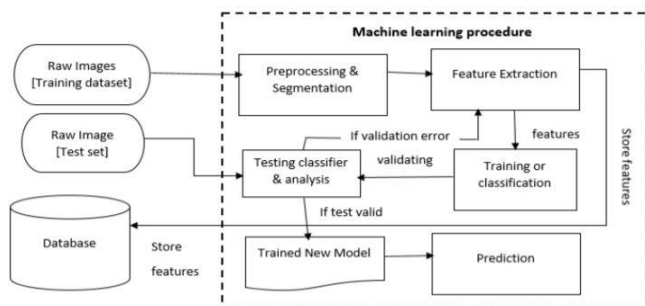 Machine learning procedure
Raw Images
[Training dataset]
Preprocessing &
Segmentation
Feature Extraction
Raw Image
[Test set]
If validation error
features
Store features
validating
Testing classifier
& analysis
Training or
classification
If test valid
Database
Store
features
Trained New Model
Prediction